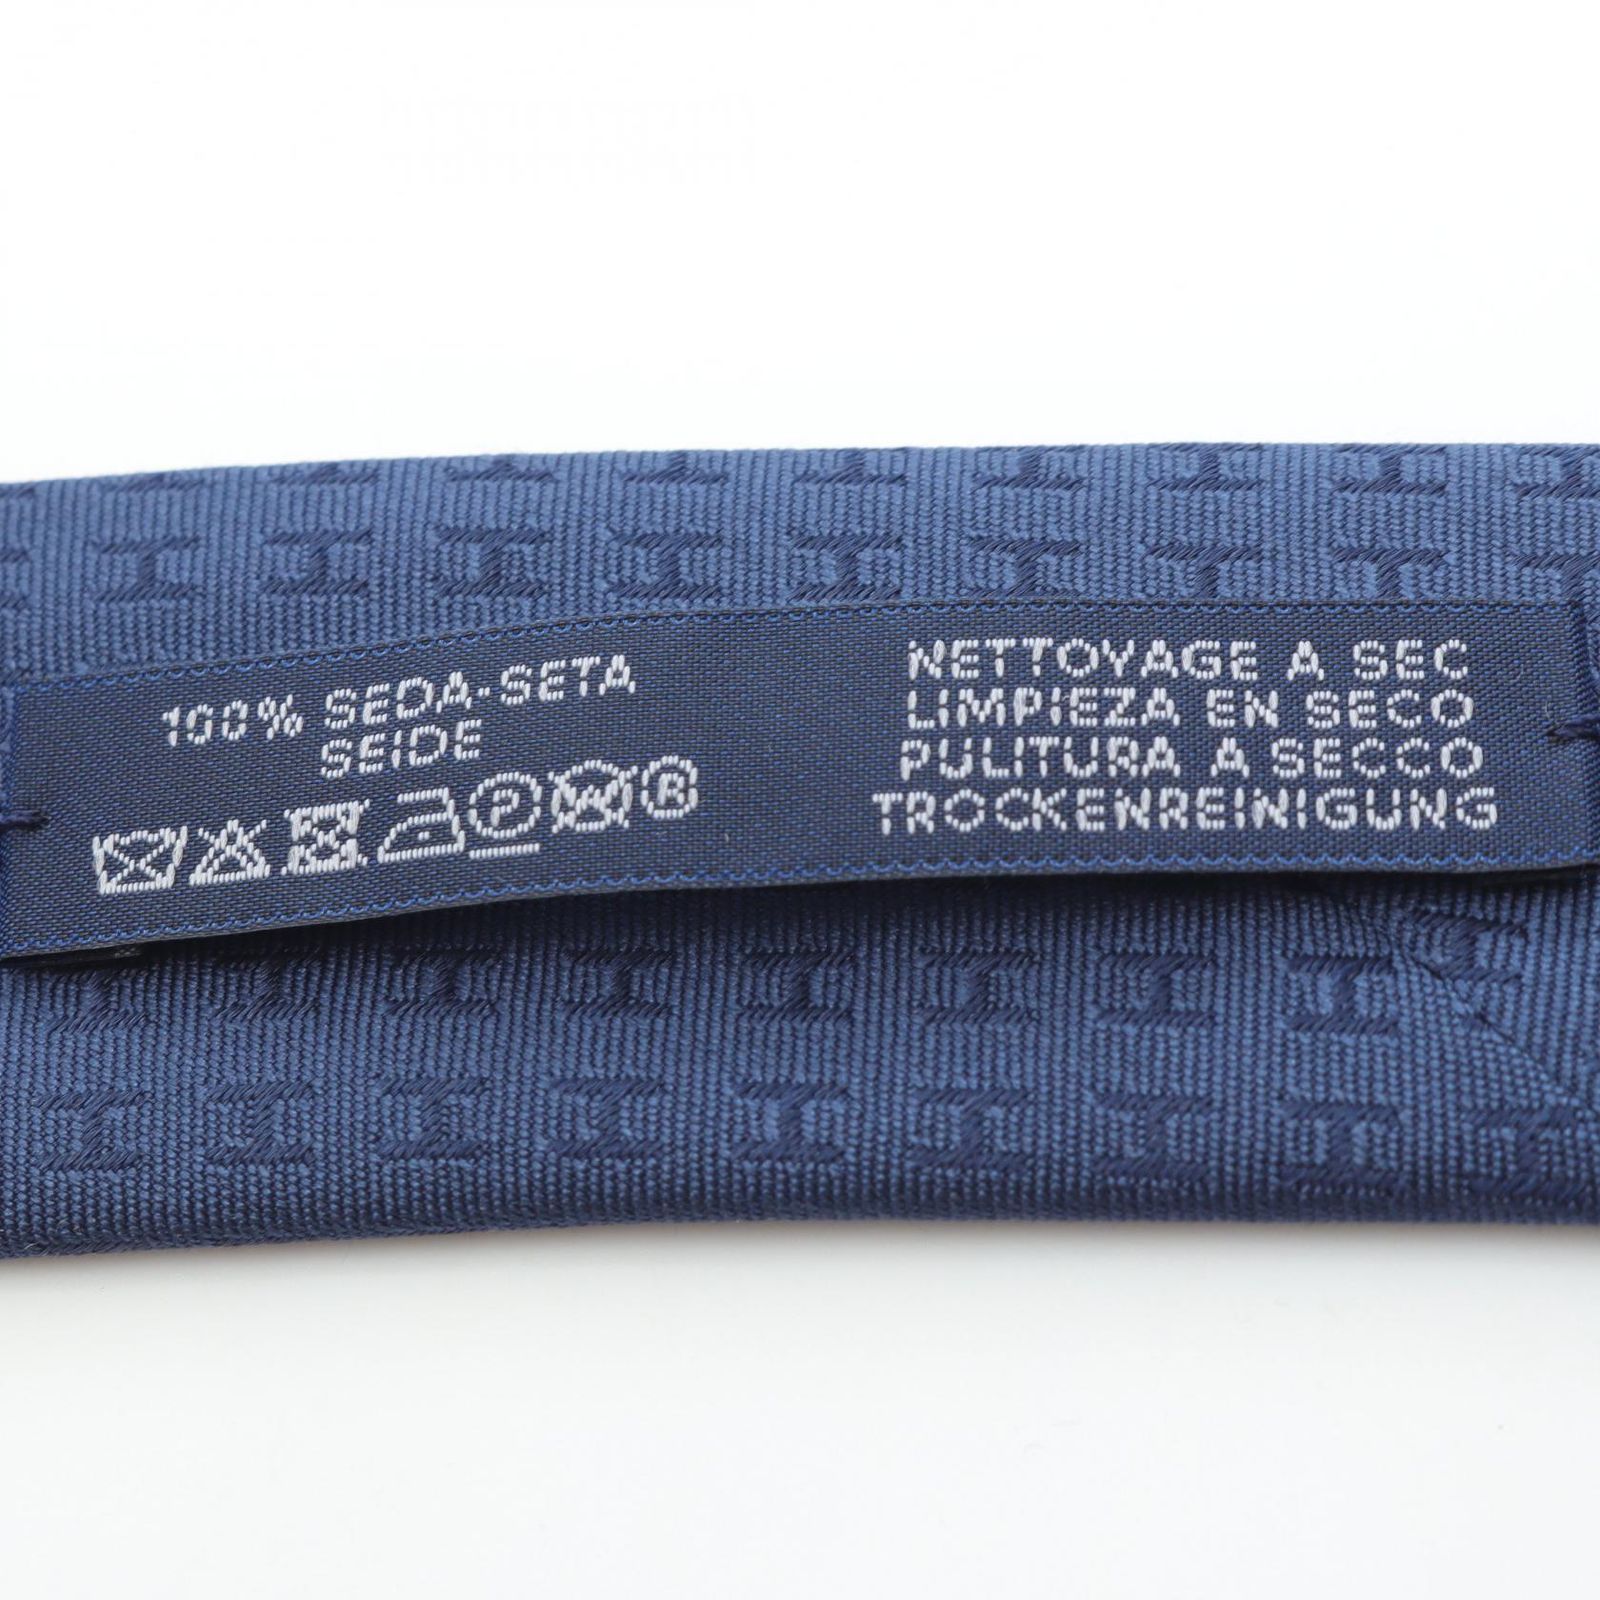 100% SEDA-SETA
SEIDE
P W ®
NETTOYAGE A SEC
LIMPIEZA EN SECO
PULITURA A SECCO
TROCKENREINIGUNG